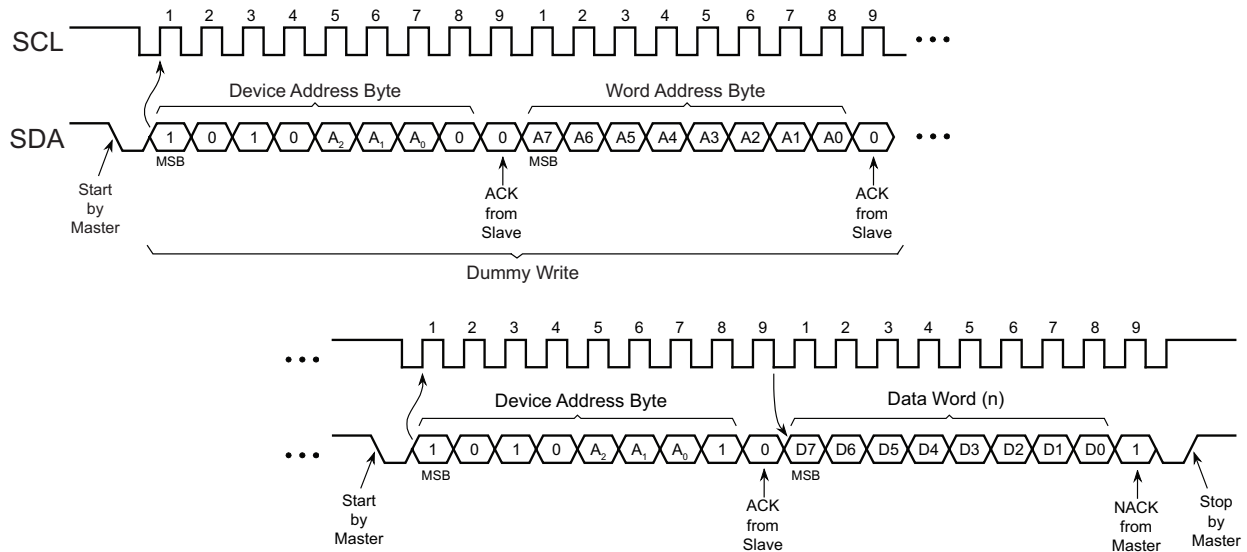 1 2 3 4 5 6 7 8 9 1 2 3 4 5 6 7 8 9
SCL
Device Address Byte Word Address Byte
SDA 1 0 1 0 A2 A1 A0 0 0 A7 A6 A5 A4 A3 A2 A1 A0 0
MSB MSB
Start
by
Master
ACK
from
Slave
ACK
from
Slave
Dummy Write
1 2 3 4 5 6 7 8 9 1 2 3 4 5 6 7 8 9
Device Address Byte Data Word (n)
1 0 1 0 A2 A1 A0 1 0 D7 D6 D5 D4 D3 D2 D1 D0 1
MSB MSB
Start
by
Master
ACK
from
Slave
NACK
from
Master
Stop
by
Master